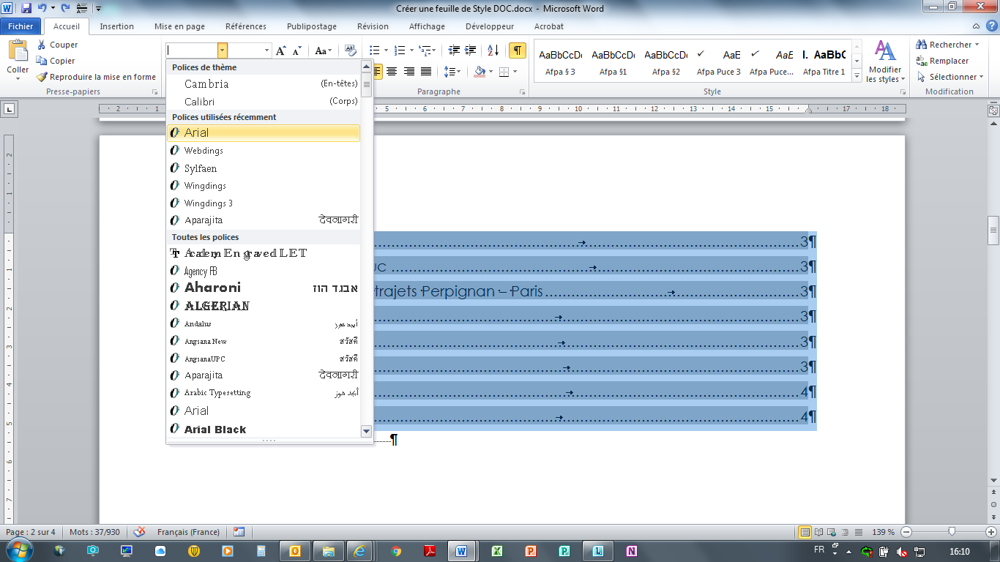 Créer une feuille de Style DOC.docx - Microsoft Word
Fichier Accueil Insertion Mise en page Références Publipostage Révision Affichage Développeur Acrobat
Coller
Couper
Copier
Reproduire la mise en forme
Presse-papiers
Aa
Paragraphe
AaBbCcDc AaBbCcDc AaBbCcDc AaE AaE I. AaBbC
Afpa § 3 Afpa §1 Afpa §2 Afpa Puce 3 Afpa Puce... Afpa Titre 1
Modifier
les styles
Style
Rechercher
Remplacer
Sélectionner
Modification
2 1 5 6 7 8 9 10 11 12 13 14 15 17 18
Polices de thème
Cambria (En-têtes)
Calibri (Corps)
Polices utilisées récemment
Arial
Webdings
Sylfaen
Wingdings
Wingdings 3
Aparajita देवनागरी
Toutes les polices
Academy Engraved LET
Agency FB
Aharoni אבגד הוז
ALGERIAN
Andalus أبجد هوز
Angsana New สวัสดี
AngsanaUPC สวัสดี
Aparajita देवनागरी
Arabic Typesetting أبجد هوز
Arial
Arial Black
3¶
3¶
trajets Perpignan – Paris 3¶
3¶
3¶
3¶
4¶
4¶
¶
2 1 1 2 3 4 5 6 7
Page : 2 sur 4 Mots : 37/930 Français (France) 139 %
FR 16:10